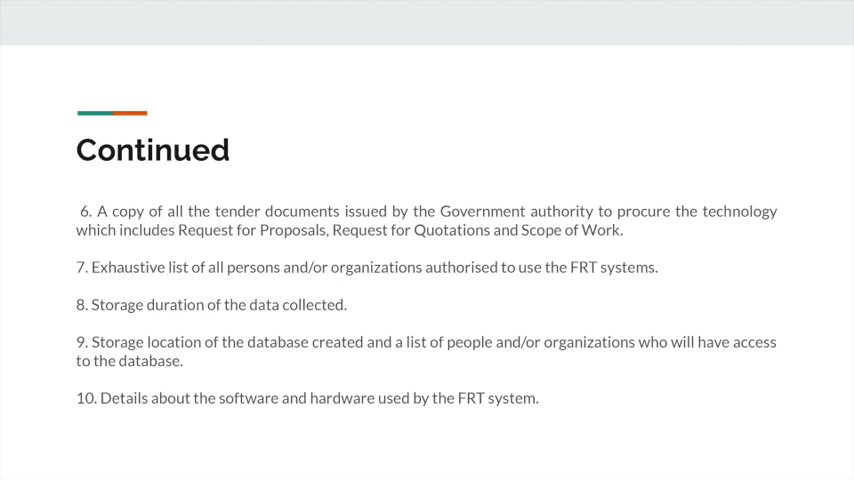 Continued
6. A copy of all the tender documents issued by the Government authority to procure the technology
which includes Request for Proposals, Request for Quotations and Scope of Work.
7. Exhaustive list of all persons and/or organizations authorised to use the FRT systems.
8. Storage duration of the data collected.
9. Storage location of the database created and a list of people and/or organizations who will have access
to the database.
10. Details about the software and hardware used by the FRT system.